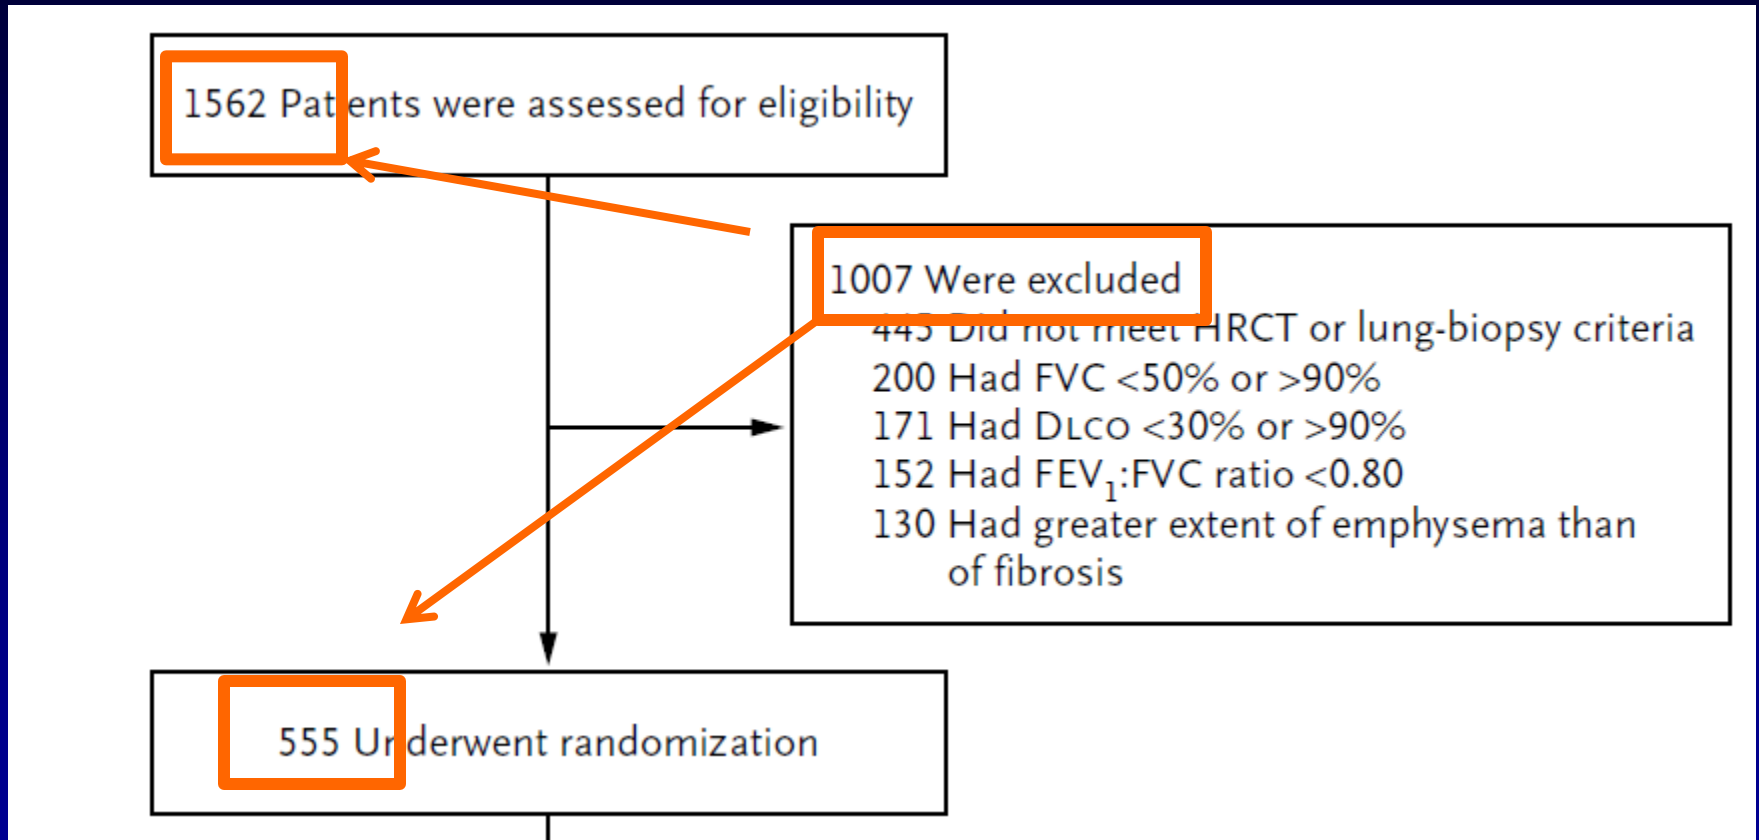 1562 Patients were assessed for eligibility
1007 Were excluded
445 Did not meet HRCT or lung-biopsy criteria
200 Had FVC <50% or >90%
171 Had DLCO <30% or >90%
152 Had FEV1:FVC ratio <0.80
130 Had greater extent of emphysema than
of fibrosis
555 Underwent randomization